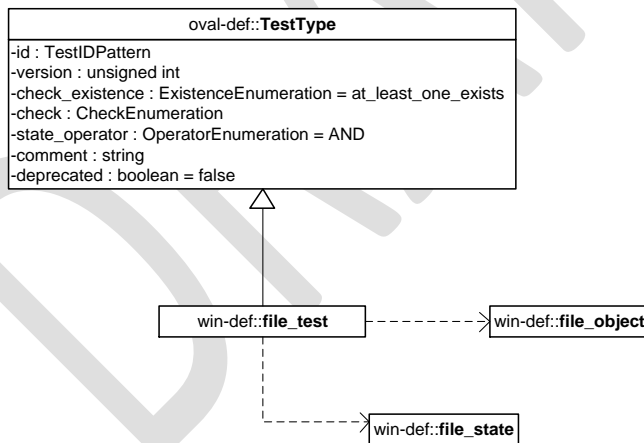 oval-def::TestType
-id : TestIDPattern
-version : unsigned int
-check_existence : ExistenceEnumeration = at_least_one_exists
-check : CheckEnumeration
-state_operator : OperatorEnumeration = AND
-comment : string
-deprecated : boolean = false
win-def::file_test
win-def::file_object
win-def::file_state